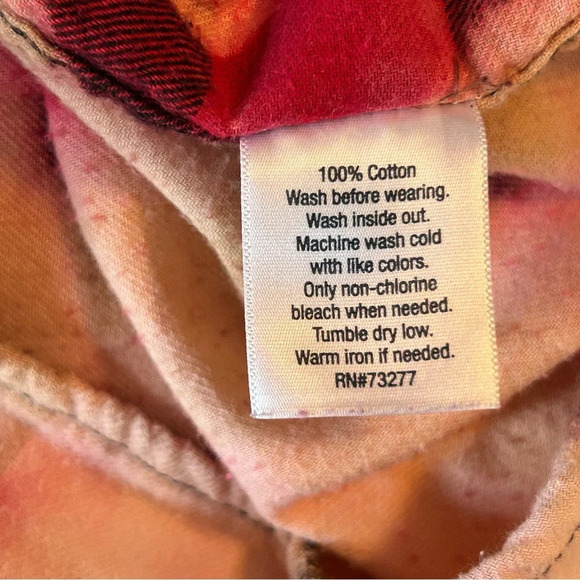 100% Cotton
Wash before wearing.
Wash inside out.
Machine wash cold
with like colors.
Only non-chlorine
bleach when needed.
Tumble dry low.
Warm iron if needed.
RN#73277